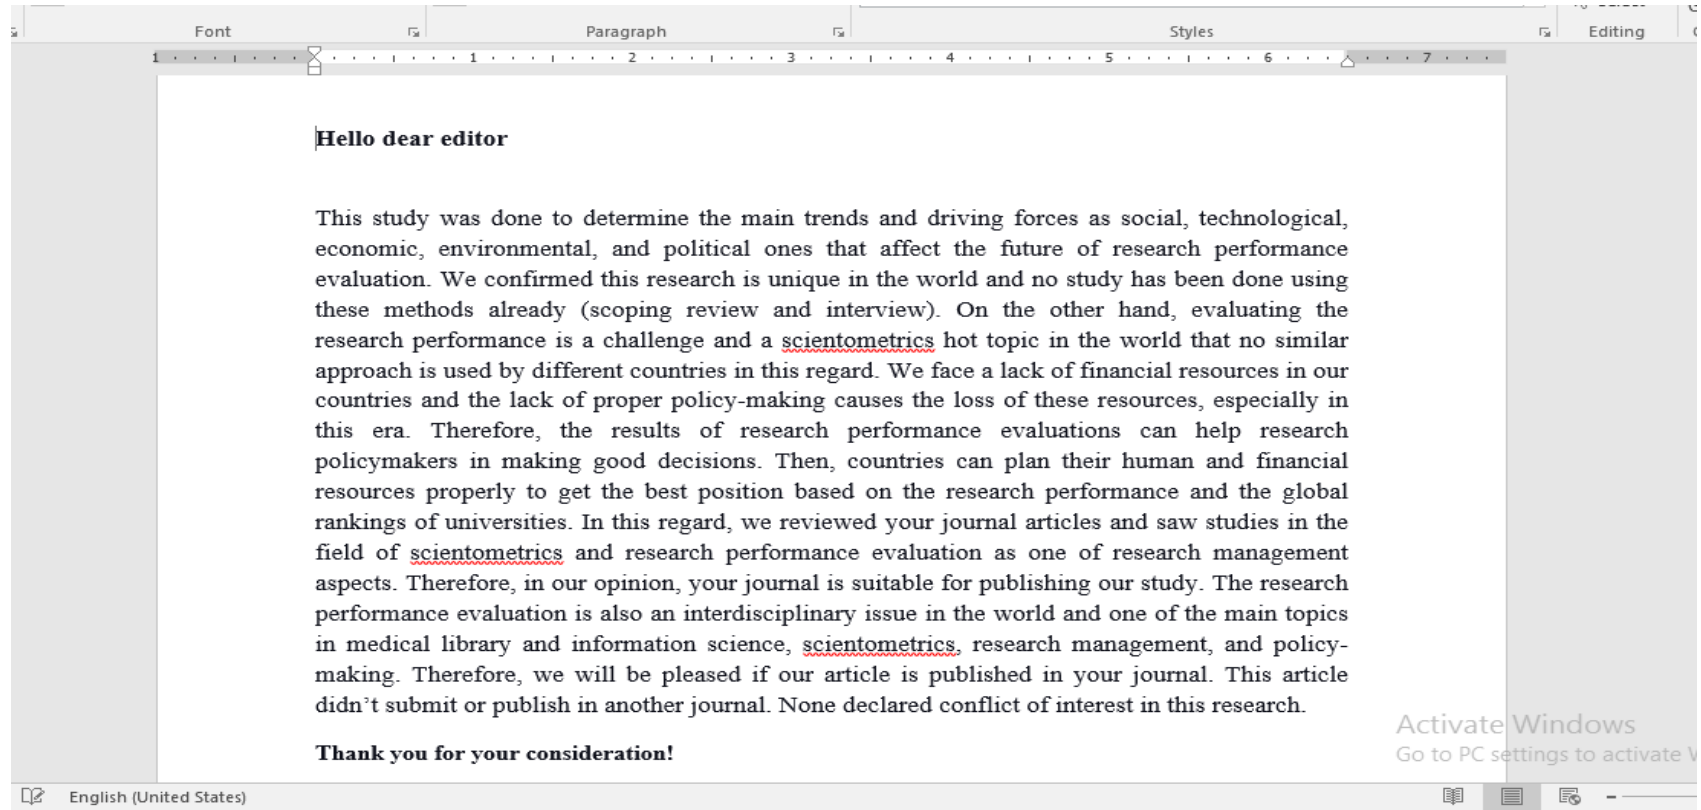 Font Paragraph Styles Editing
1 1 2 3 4 5 6 7
Hello dear editor
This study was done to determine the main trends and driving forces as social, technological,
economic, environmental, and political ones that affect the future of research performance
evaluation. We confirmed this research is unique in the world and no study has been done using
these methods already (scoping review and interview). On the other hand, evaluating the
research performance is a challenge and a scientometrics hot topic in the world that no similar
approach is used by different countries in this regard. We face a lack of financial resources in our
countries and the lack of proper policy-making causes the loss of these resources, especially in
this era. Therefore, the results of research performance evaluations can help research
policymakers in making good decisions. Then, countries can plan their human and financial
resources properly to get the best position based on the research performance and the global
rankings of universities. In this regard, we reviewed your journal articles and saw studies in the
field of scientometrics and research performance evaluation as one of research management
aspects. Therefore, in our opinion, your journal is suitable for publishing our study. The research
performance evaluation is also an interdisciplinary issue in the world and one of the main topics
in medical library and information science, scientometrics, research management, and policy-
making. Therefore, we will be pleased if our article is published in your journal. This article
didn't submit or publish in another journal. None declared conflict of interest in this research.
Thank you for your consideration!
Activate Windows
Go to PC settings to activate
English (United States)